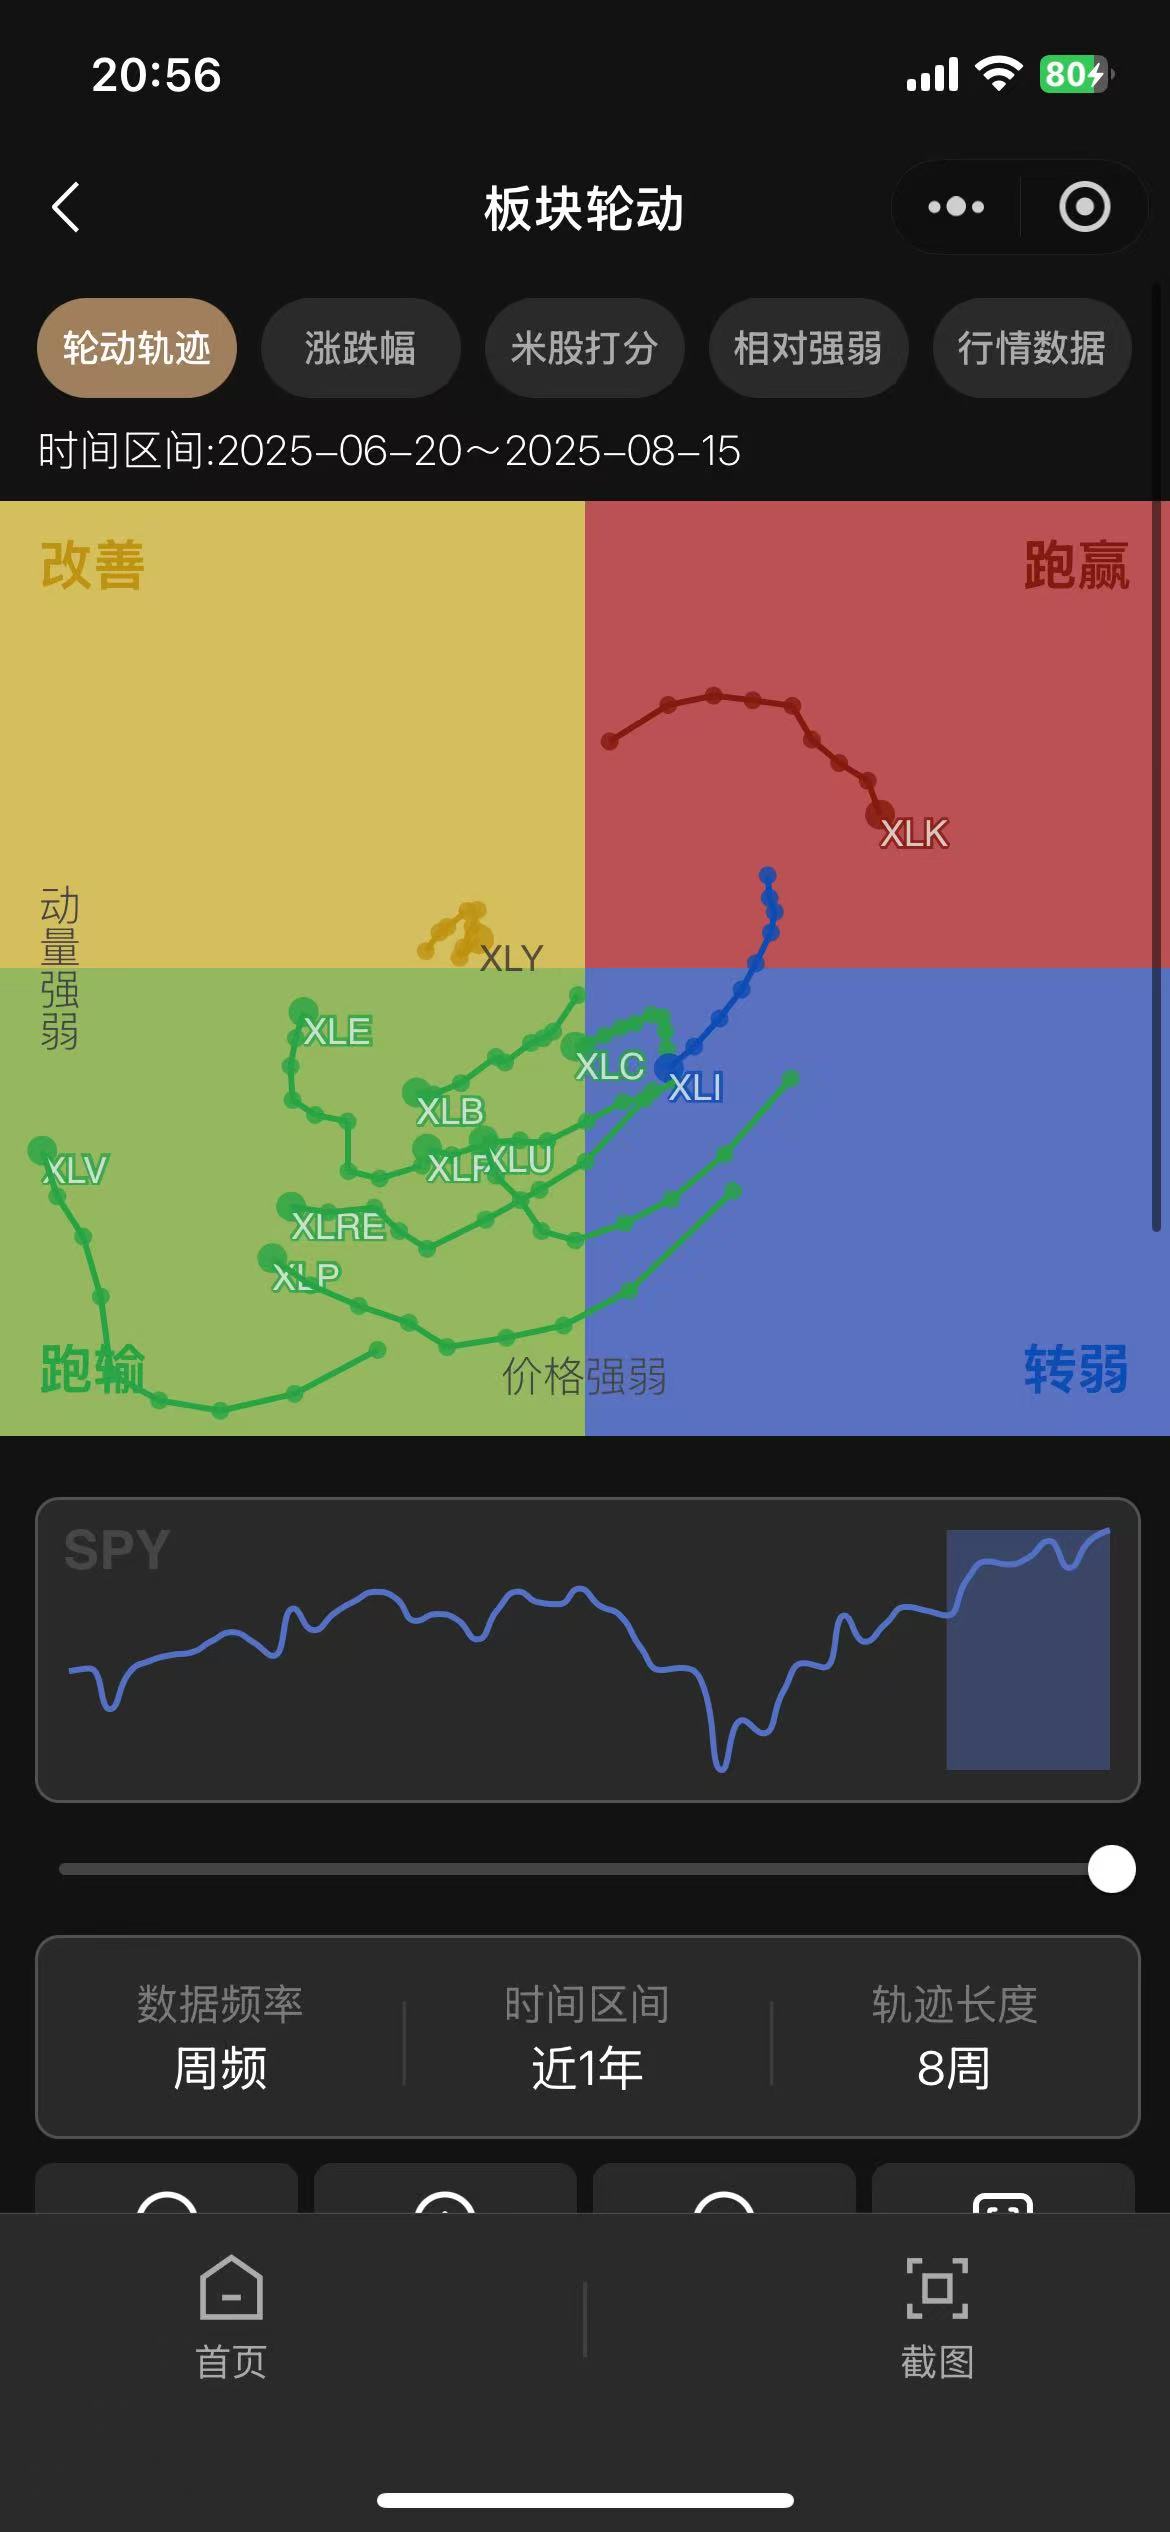 20:56
80
板块轮动
轮动轨迹
涨跌幅
米股打分
相对强弱
行情数据
时间区间:2025-06-20~2025-08-15
改善
跑赢
XLK
动量强弱
XLY
XLE
XLC
XLI
XLB
XLU
XLV
XLRE
XLP
跑输
价格强弱
转弱
SPY
数据频率
时间区间
轨迹长度
周频
近1年
8周
首页
截图